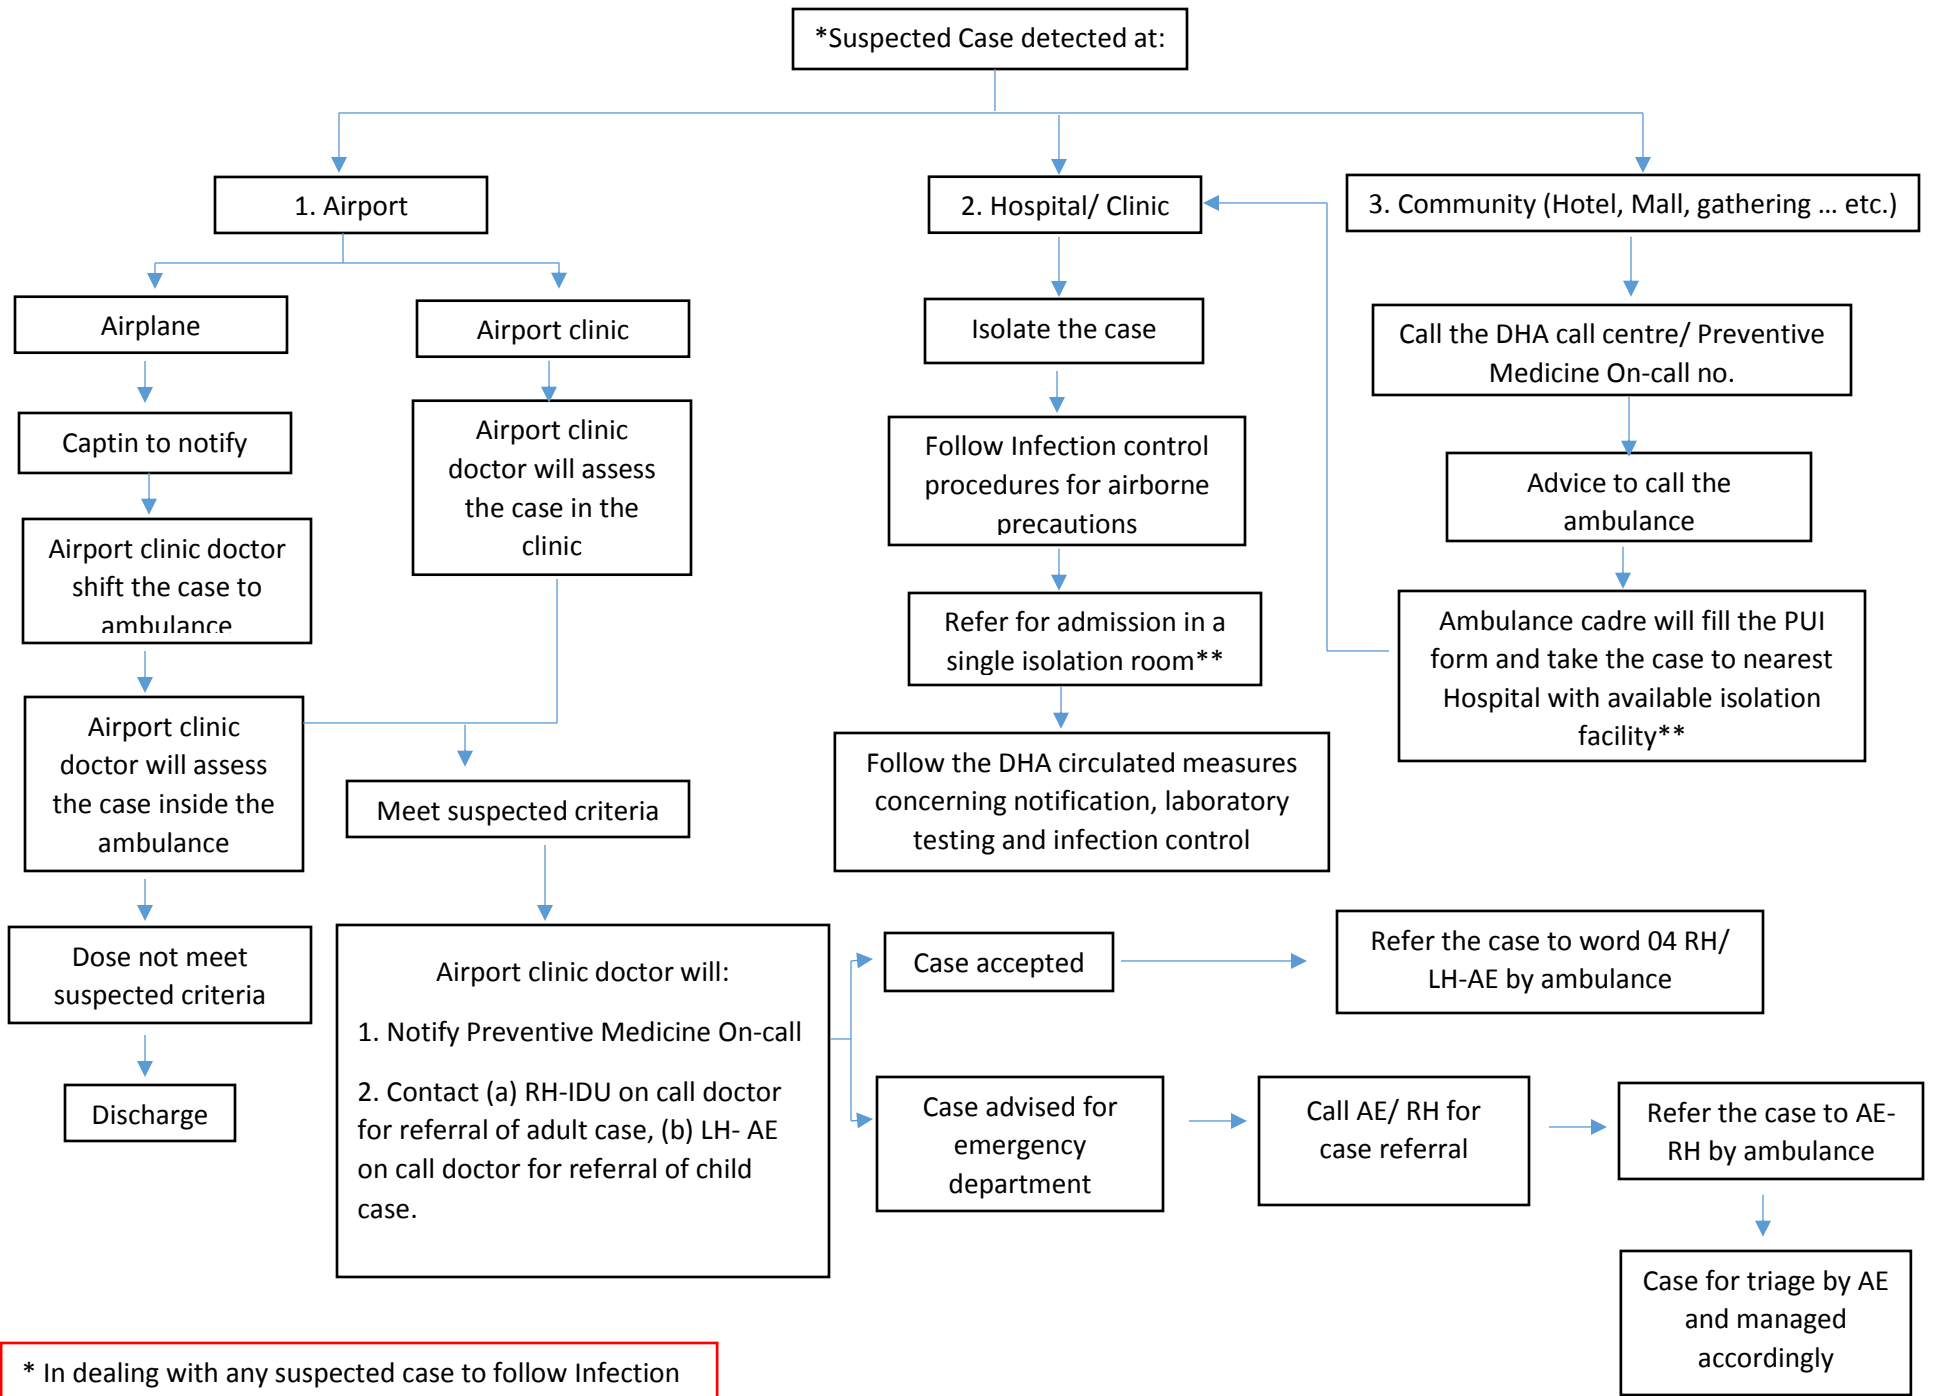 *Suspected Case detected at:
1. Airport
2. Hospital/ Clinic
3. Community (Hotel, Mall, gathering ... etc.)
Airplane
Airport clinic
Isolate the case
Call the DHA call centre/ Preventive
Medicine On-call no.
Captin to notify
Airport clinic
doctor will assess
the case in the
clinic
Follow Infection control
procedures for airborne
precautions
Advice to call the
ambulance
Airport clinic doctor
shift the case to
ambulance
Refer for admission in a
single isolation room**
Ambulance cadre will fill the PUI
form and take the case to nearest
Hospital with available isolation
facility**
Airport clinic
doctor will assess
the case inside the
ambulance
Meet suspected criteria
Follow the DHA circulated measures
concerning notification, laboratory
testing and infection control
Dose not meet
suspected criteria
Discharge
Airport clinic doctor will:
1. Notify Preventive Medicine On-call
2. Contact (a) RH-IDU on call doctor
for referral of adult case, (b) LH- AE
on call doctor for referral of child
case.
Case accepted
Refer the case to word 04 RH/
LH-AE by ambulance
Case advised for
emergency
department
Call AE/ RH for
case referral
Refer the case to AE-
RH by ambulance
Case for triage by AE
and managed
accordingly
* In dealing with any suspected case to follow Infection